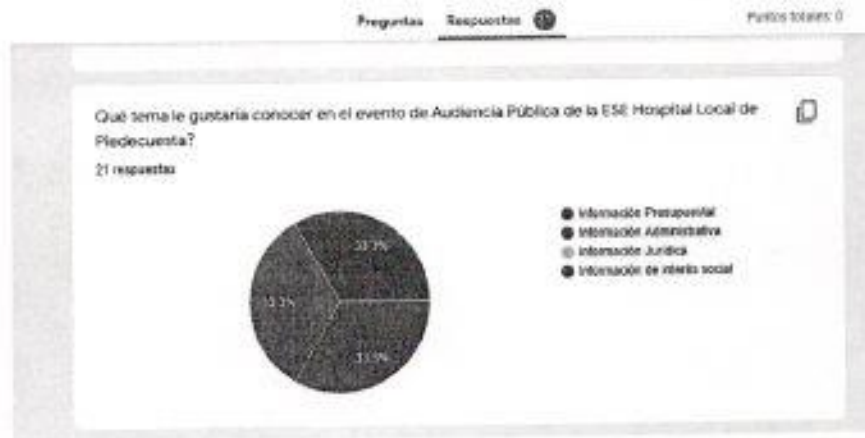 Preguntas Respuestas 21 Puntos totales: 0
Qué tema le gustaría conocer en el evento de Audiencia Pública de la ESE Hospital Local de
Piedecuesta?
21 respuestas
Información Presupuestal
Información Administrativa
Información Jurídica
Información de interés social
33.3%
33.3%
33.3%